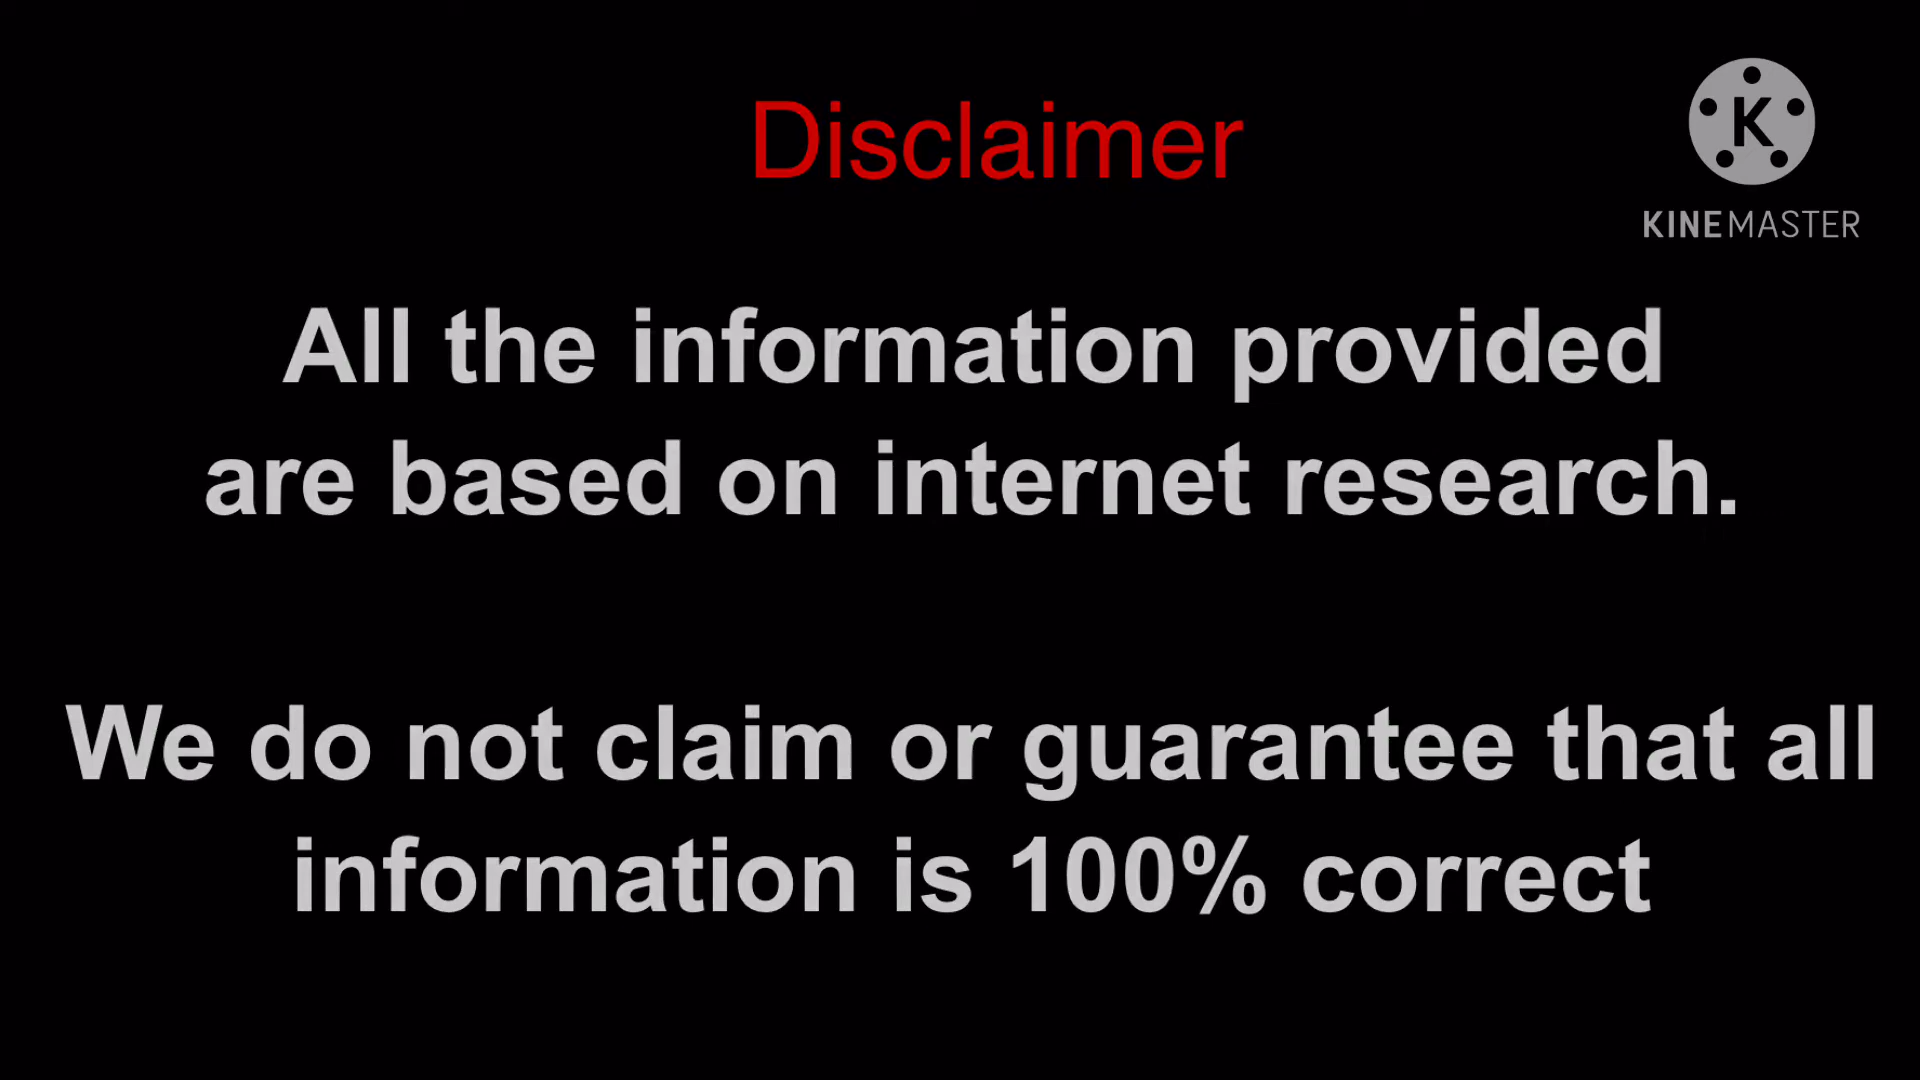 Disclaimer
K
KINEMASTER
All the information provided
are based on internet research.
We do not claim or guarantee that all
information is 100% correct